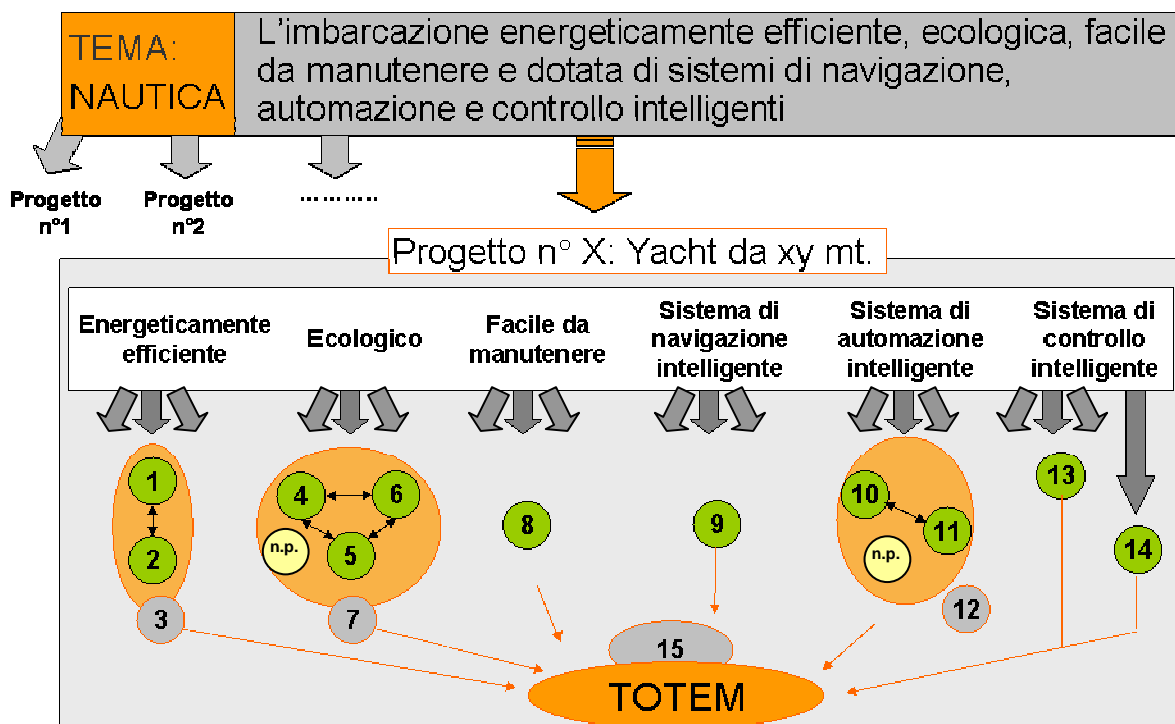 TEMA:
NAUTICA
L'imbarcazione energeticamente efficiente, ecologica, facile
da manutenere e dotata di sistemi di navigazione,
automazione e controllo intelligenti
Progetto
n°1
Progetto
n°2
............
Progetto n° X: Yacht da xy mt.
Energeticamente
efficiente
Ecologico
Facile da
manutenere
Sistema di
navigazione
intelligente
Sistema di
automazione
intelligente
Sistema di
controllo
intelligente
1
2
3
4
6
5
n.p.
7
8
9
10
11
n.p.
12
13
14
15
TOTEM